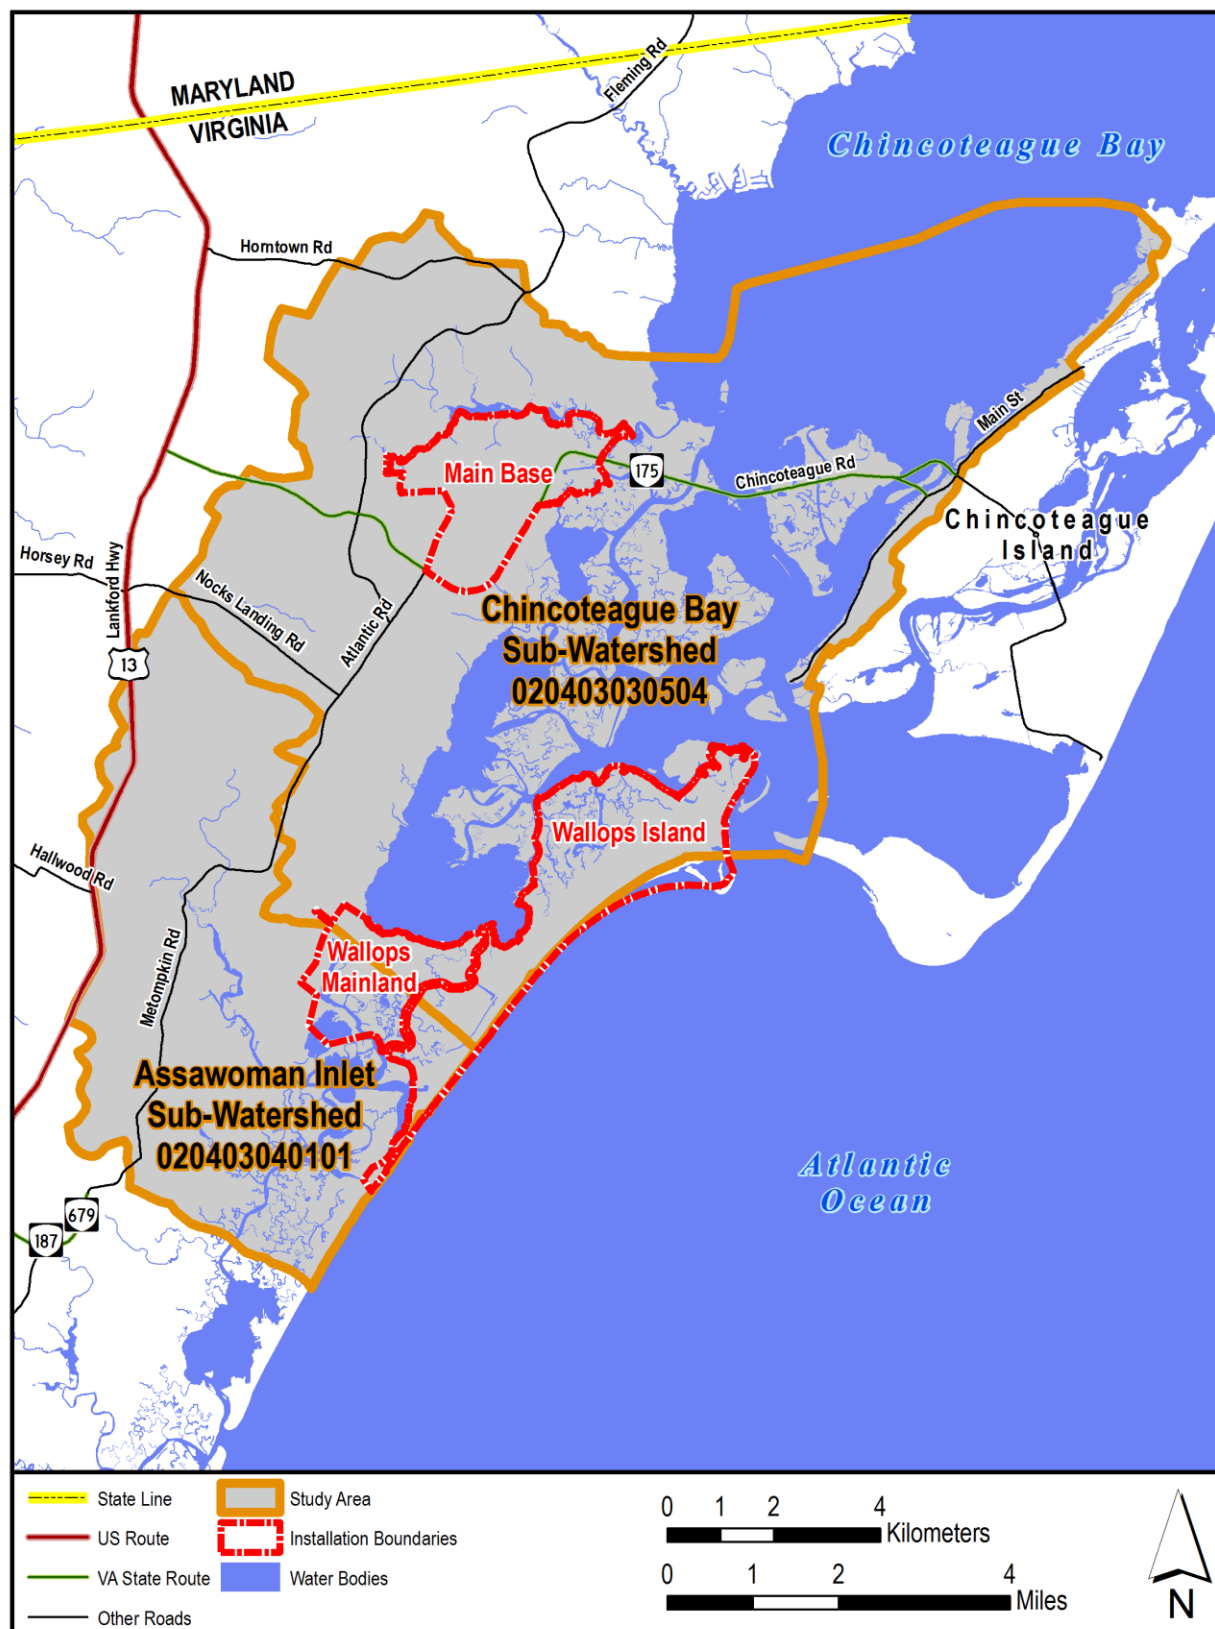 MARYLAND
VIRGINIA
Fleming Rd
Chincoteague Bay
Horntown Rd
Main St
Main Base
175
Chincoteague Rd
Chincoteague
Island
Horsey Rd
Nocks Landing Rd
Lankford Hwy
Atlantic Rd
13
Chincoteague Bay
Sub-Watershed
020403030504
Wallops Island
Hallwood Rd
Metompkin Rd
Wallops
Mainland
Assawoman Inlet
Sub-Watershed
020403040101
Atlantic
Ocean
679
187
State Line
US Route
VA State Route
Other Roads
Study Area
Installation Boundaries
Water Bodies
0 1 2 4
Kilometers
0 1 2 4
Miles
N